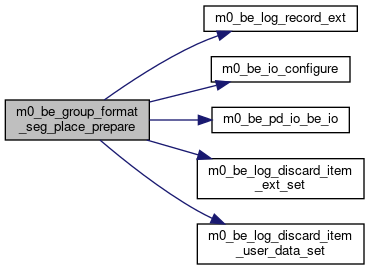 m0_be_group_format
_seg_place_prepare
m0_be_log_record_ext
m0_be_io_configure
m0_be_pd_io_be_io
m0_be_log_discard_item
_ext_set
m0_be_log_discard_item
_user_data_set